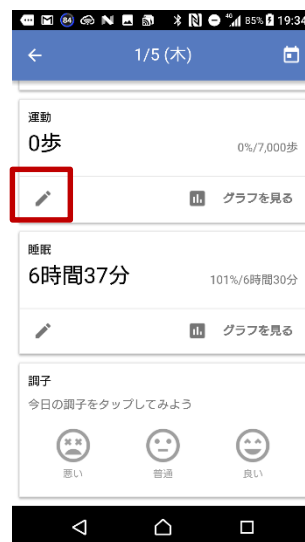 84 4G 85% 19:34
1/5 (木)
運動
0歩
0%/7,000歩
グラフを見る
睡眠
6時間37分
101%/6時間30分
グラフを見る
調子
今日の調子をタップしてみよう
悪い 普通 良い